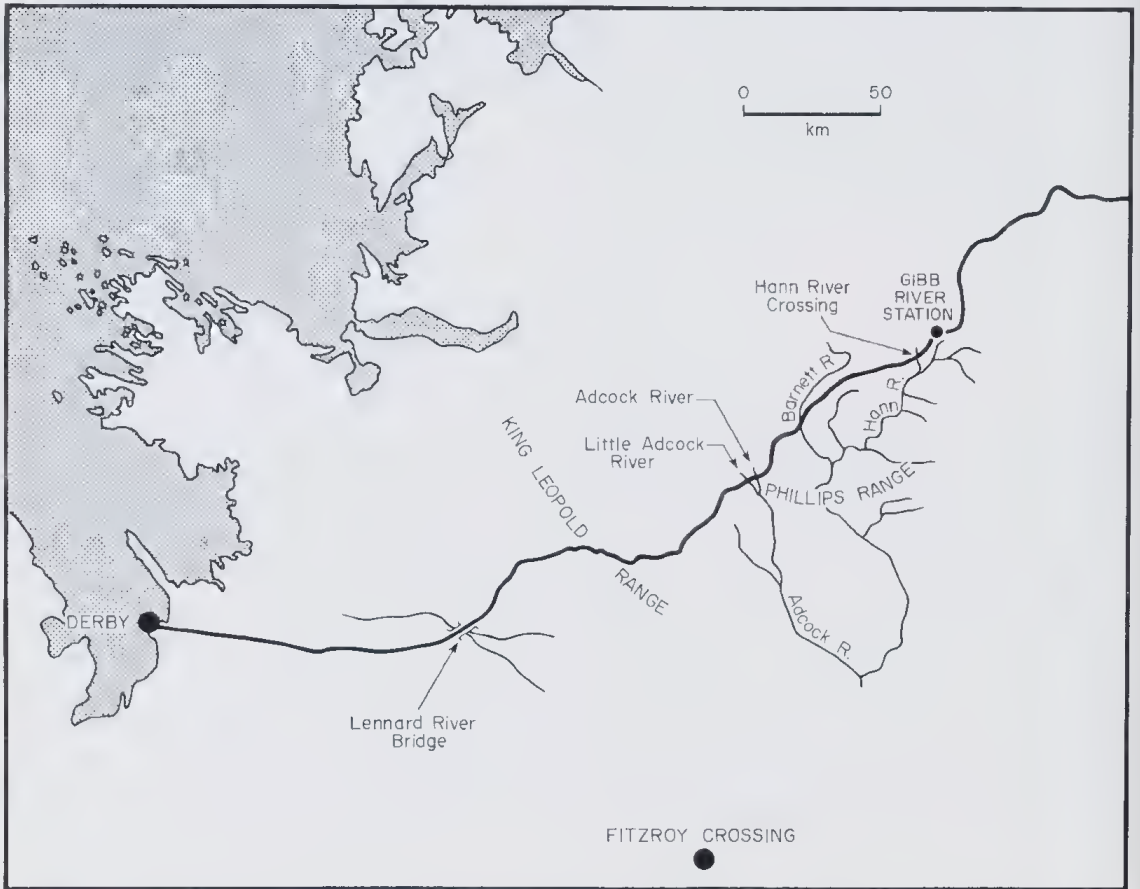 0 50
km
Hann River
Crossing
GIBB
RIVER
STATION
Barnett R.
Hann R.
Adcock River
Little Adcock
River
KING LEOPOLD
RANGE
PHILLIPS RANGE
Adcock R.
DERBY
Lennard River
Bridge
FITZROY CROSSING